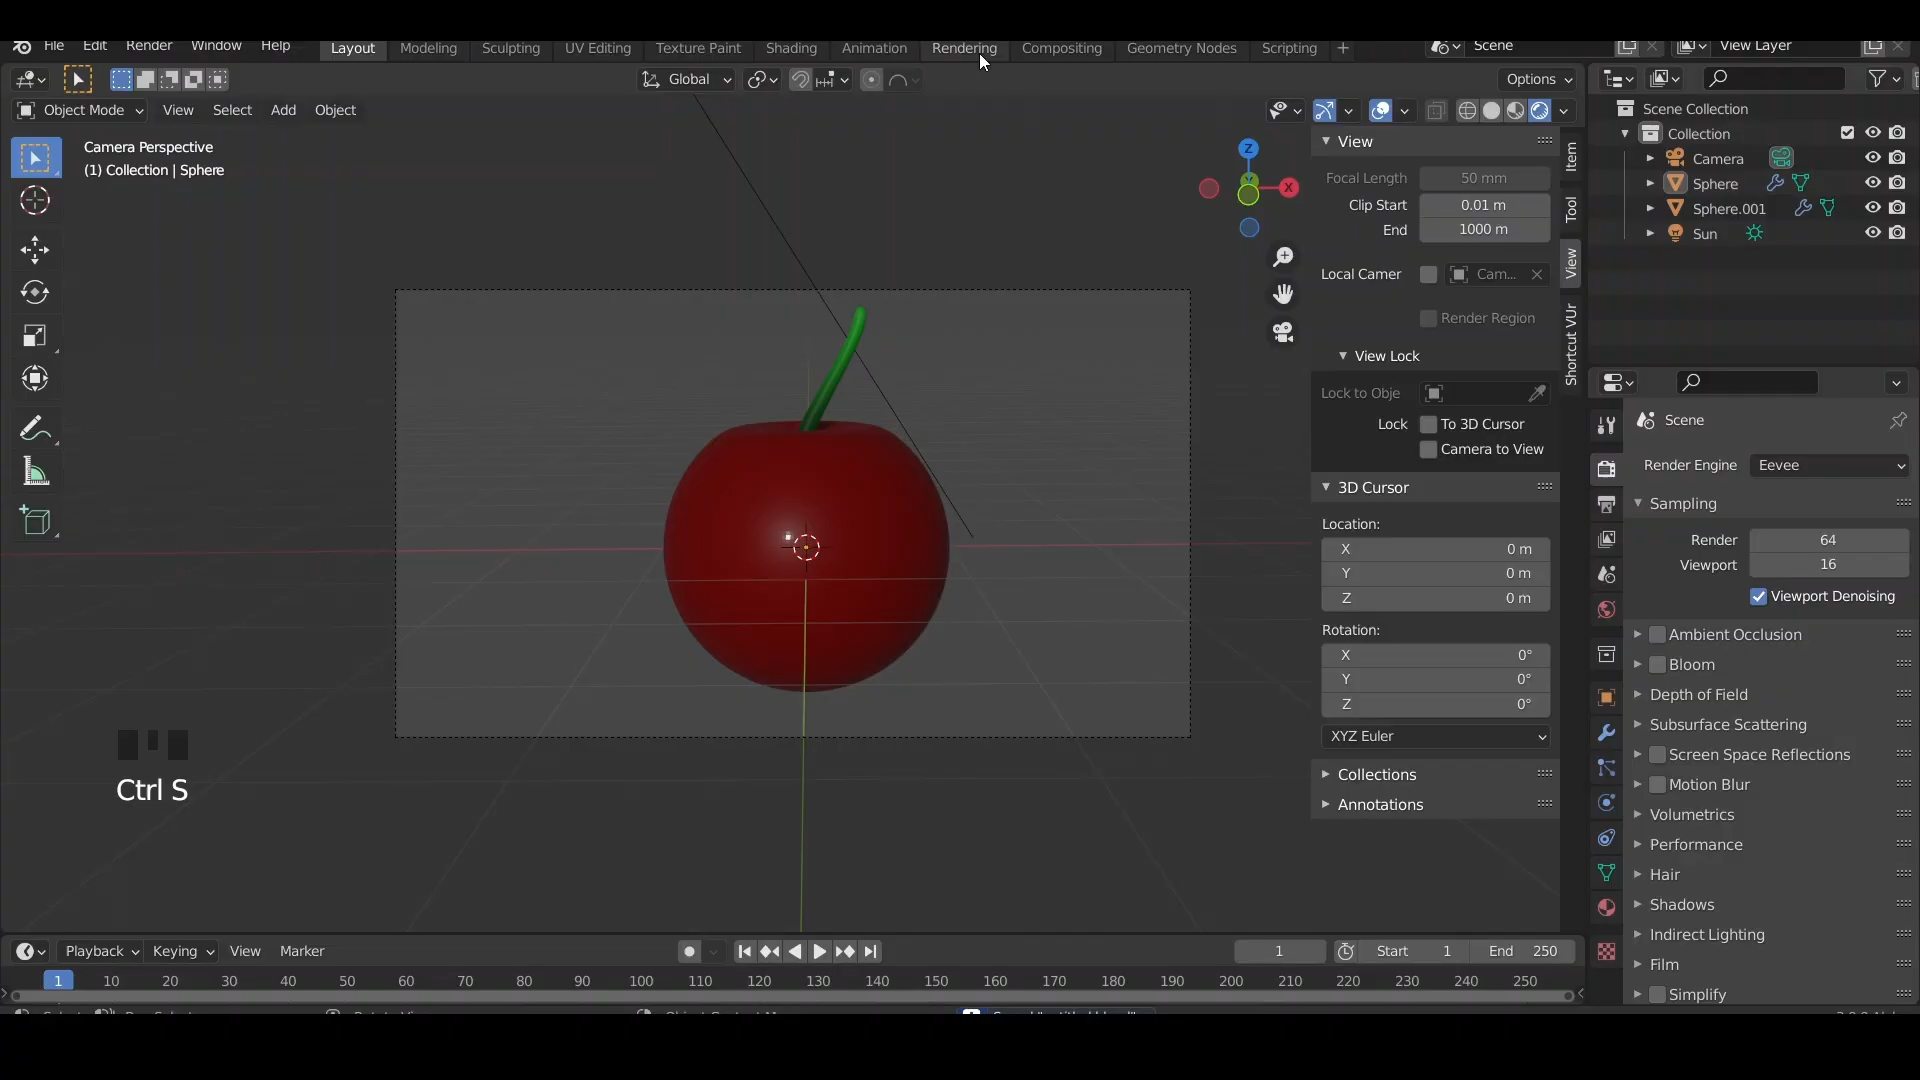 File Edit Render Window Help Layout Modeling Sculpting UV Editing Texture Paint Shading Animation Rendering Compositing Geometry Nodes Scripting + Scene View Layer
Global Options
Object Mode View Select Add Object
Camera Perspective
(1) Collection | Sphere
Z
X
View
Focal Length 50 mm
Clip Start 0.01 m
End 1000 m
Local Camer Cam...
Render Region
View Lock
Lock to Obje
Lock To 3D Cursor
Camera to View
3D Cursor
Location:
X 0 m
Y 0 m
Z 0 m
Rotation:
X 0°
Y 0°
Z 0°
XYZ Euler
Collections
Annotations
Item
Tool
View
Shortcut VUr
Scene Collection
Collection
Camera
Sphere
Sphere.001
Sun
Scene
Render Engine Eevee
Sampling
Render 64
Viewport 16
Viewport Denoising
Ambient Occlusion
Bloom
Depth of Field
Subsurface Scattering
Screen Space Reflections
Motion Blur
Volumetrics
Performance
Hair
Shadows
Indirect Lighting
Film
Simplify
Ctrl S
Playback Keying View Marker 1 Start 1 End 250
1 10 20 30 40 50 60 70 80 90 100 110 120 130 140 150 160 170 180 190 200 210 220 230 240 250